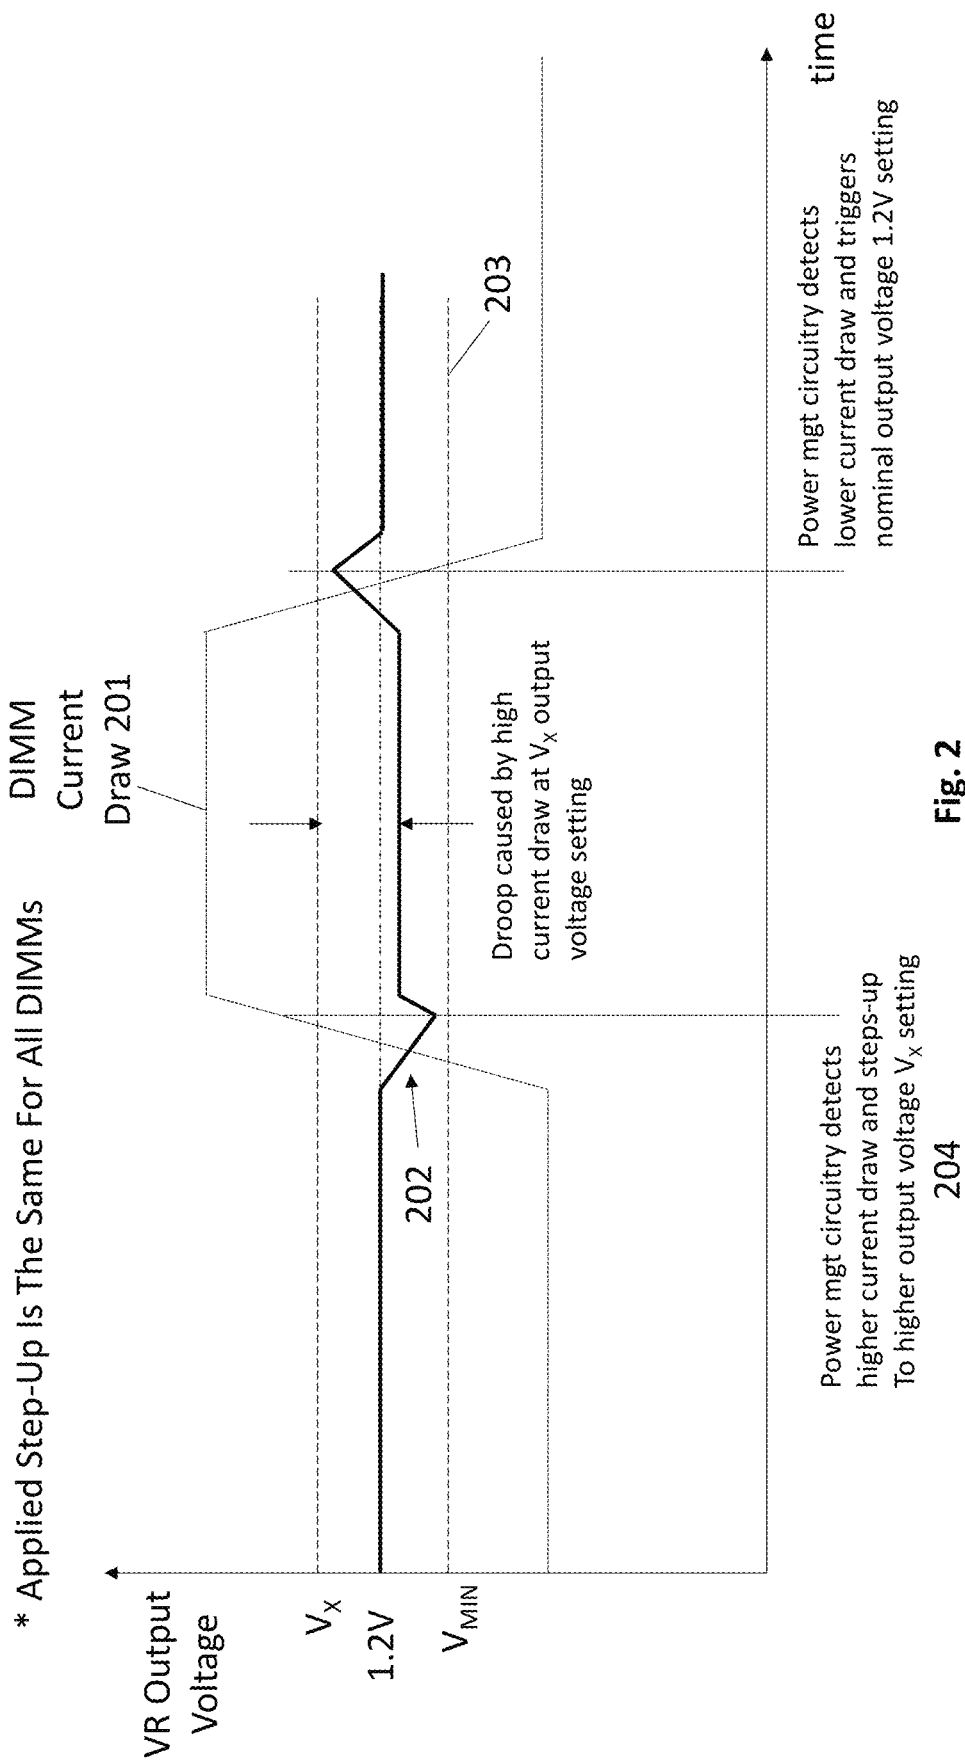 * Applied Step-Up Is The Same For All DIMMs
DIMM
Current
Draw 201
VR Output
Voltage
V_X
1.2V
V_MIN
202
203
Droop caused by high
current draw at V_X output
voltage setting
time
Power mgt circuitry detects
higher current draw and steps-up
To higher output voltage V_X setting
204
Power mgt circuitry detects
lower current draw and triggers
nominal output voltage 1.2V setting
Fig. 2